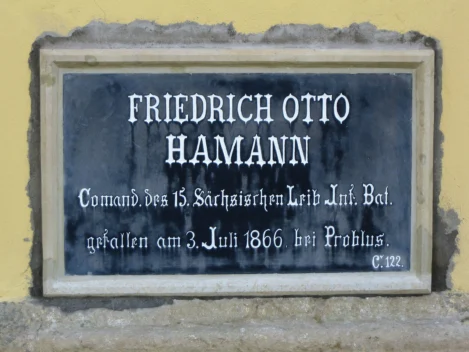 FRIEDRICH OTTO
HAMANN
Comand. des 15. Sächsischen Leib Inf. Bat.
gefallen am 3. Juli 1866. bei Problus.
Č. 122.